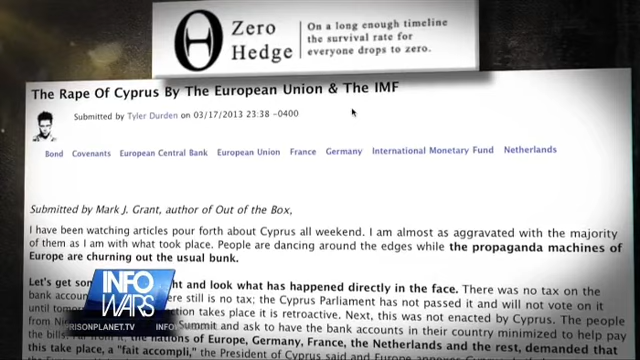 Zero
Hedge
On a long enough timeline
the survival rate for
everyone drops to zero.
The Rape Of Cyprus By The European Union & The IMF
Submitted by Tyler Durden on 03/17/2013 23:38 -0400
Bond Covenants European Central Bank European Union France Germany International Monetary Fund Netherlands
Submitted by Mark J. Grant, author of Out of the Box,
I have been watching articles pour forth about Cyprus all weekend. I am almost as aggravated with the majority
of them as I am with what took place. People are dancing around the edges while the propaganda machines of
Europe are churning out the usual bunk.
Let's get and look what has happened directly in the face. There was no tax on the
bank still is no tax; the Cyprus Parliament has not passed it and will not vote on it
until takes place it is retroactive. Next, this was not enacted by Cyprus. The people
from Summit and ask to have the bank accounts in their country minimized to help pay
the nations of Europe, Germany, France, the Netherlands and the rest, demanded that
this take place, a "fait accompli," the President of Cyprus said and Europe
INFO
WARS
RISONPLANET.TV INFOW